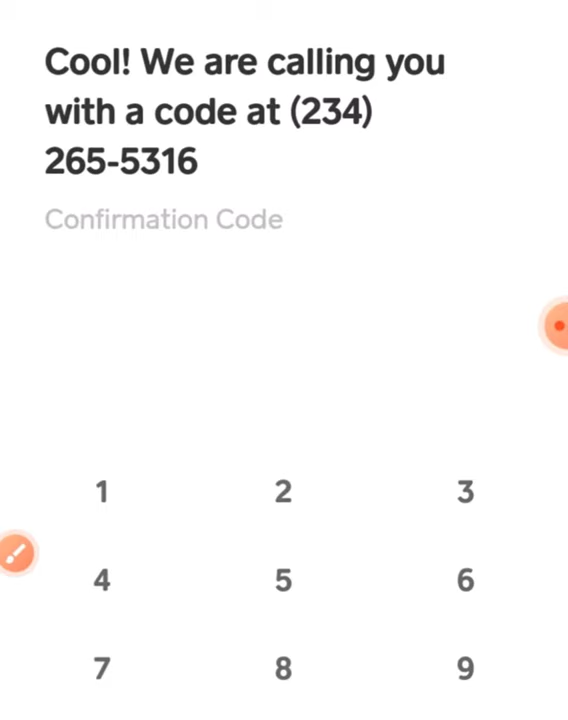 Cool! We are calling you
with a code at (234)
265-5316
Confirmation Code
1 2 3
4 5 6
7 8 9